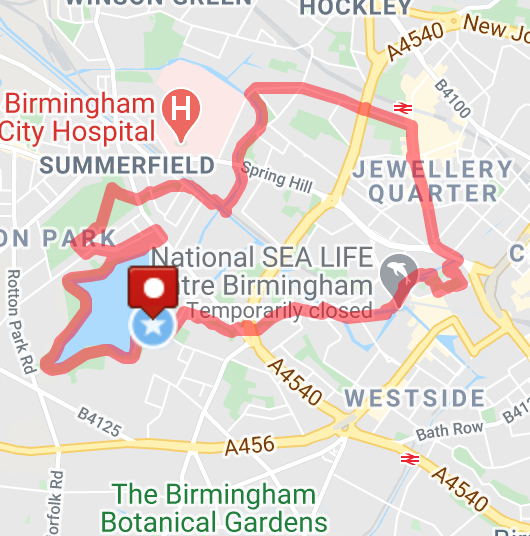 WINSON GREEN
HOCKLEY
A4540
New Jo
B4100
Birmingham
City Hospital
H
SUMMERFIELD
Spring Hill
JEWELLERY
QUARTER
ON PARK
National SEA LIFE
tre Birmingham
Temporarily closed
C
Rotton Park Rd
A4540
WESTSIDE
B4125
Bath Row
B412
A456
A4540
The Birmingham
Botanical Gardens
orfolk Rd